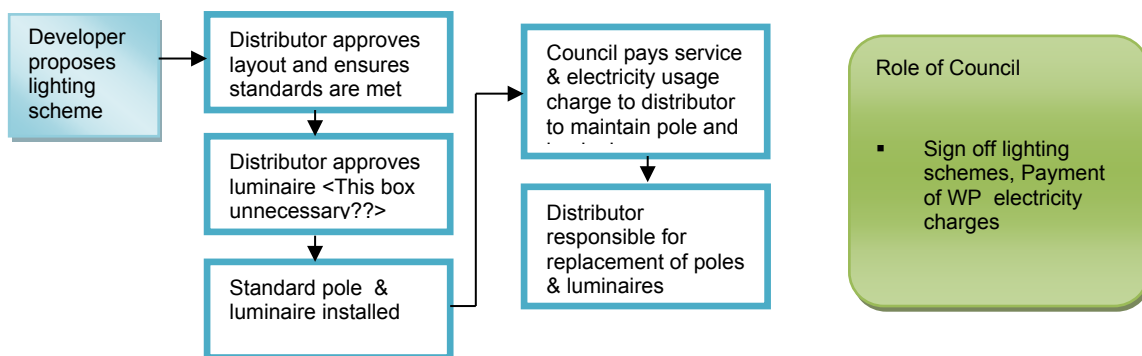 Developer
proposes
lighting
scheme
Distributor approves
layout and ensures
standards are met
Distributor approves
luminaire <This box
unnecessary??>
Standard pole &
luminaire installed
Council pays service
& electricity usage
charge to distributor
to maintain pole and
Distributor
responsible for
replacement of poles
& luminaires
Role of Council
▪ Sign off lighting
schemes, Payment
of WP electricity
charges